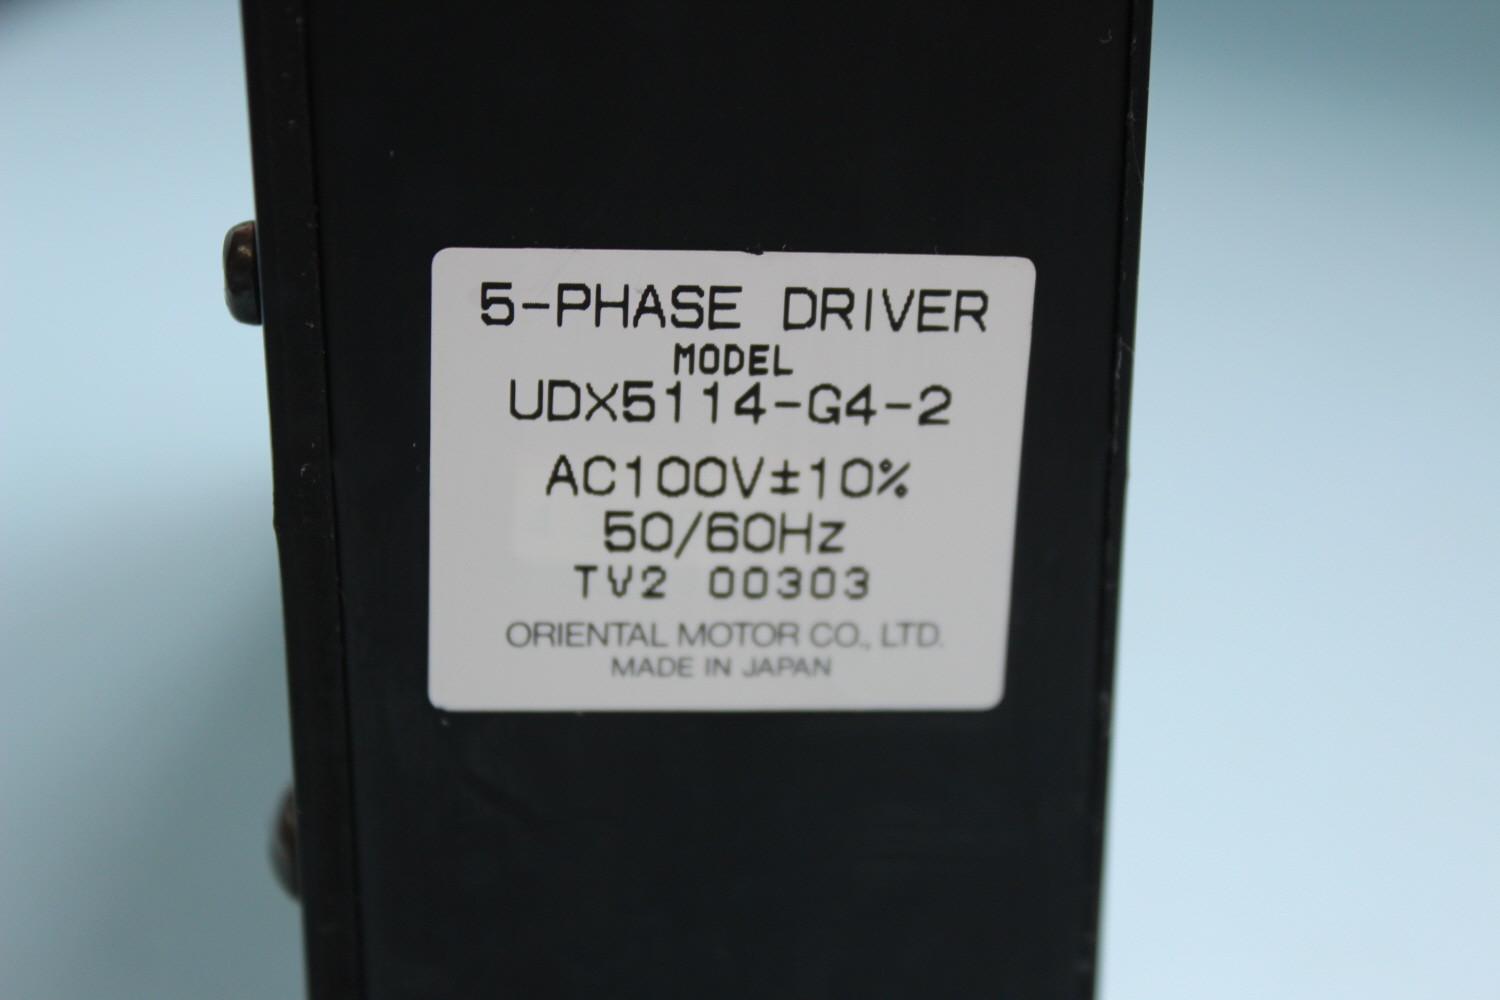 5-PHASE DRIVER
MODEL
UDX5114-G4-2
AC100V±10%
50/60Hz
TV2 00303
ORIENTAL MOTOR CO., LTD.
MADE IN JAPAN